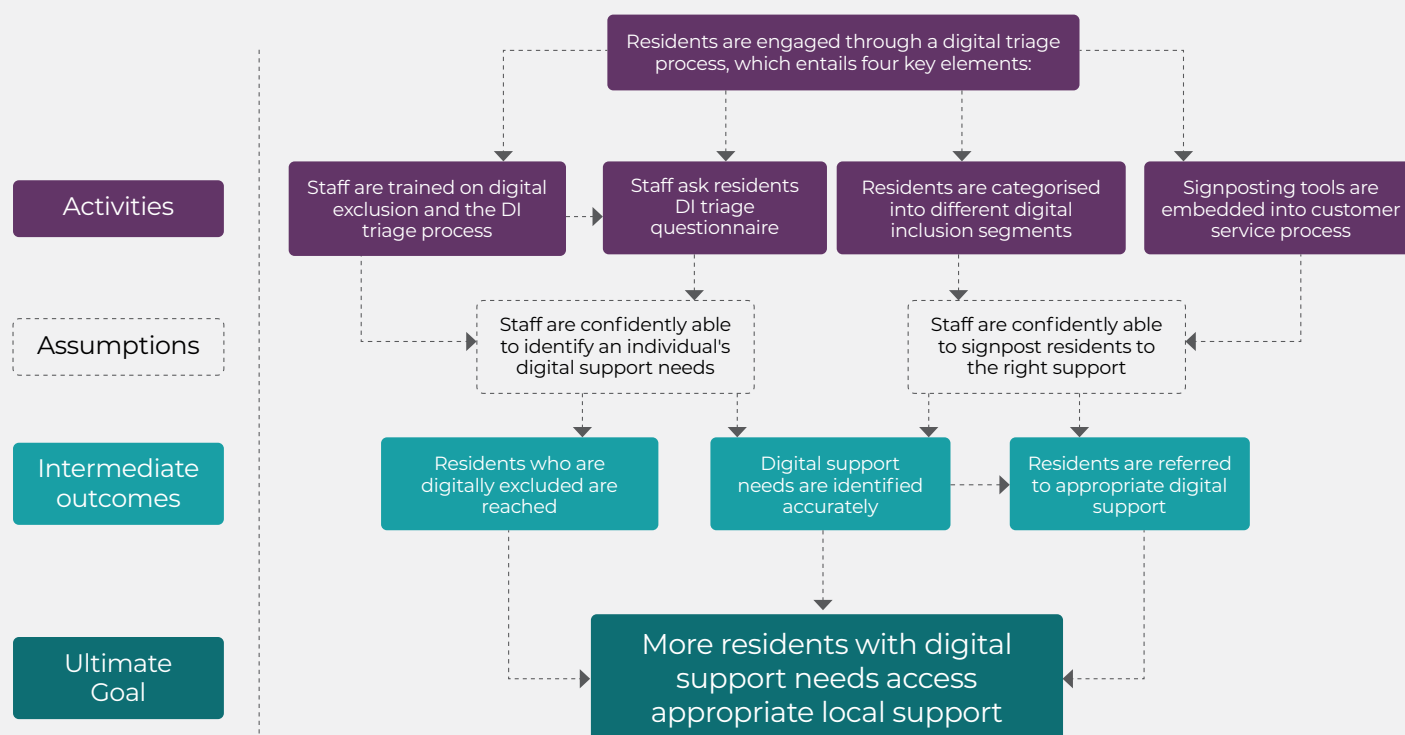 Residents are engaged through a digital triage
process, which entails four key elements:
Activities
Staff are trained on digital
exclusion and the DI
triage process
Staff ask residents
DI triage
questionnaire
Residents are categorised
into different digital
inclusion segments
Signposting tools are
embedded into customer
service process
Assumptions
Staff are confidently able
to identify an individual's
digital support needs
Staff are confidently able
to signpost residents to
the right support
Intermediate
outcomes
Residents who are
digitally excluded are
reached
Digital support
needs are identified
accurately
Residents are referred
to appropriate digital
support
Ultimate
Goal
More residents with digital
support needs access
appropriate local support